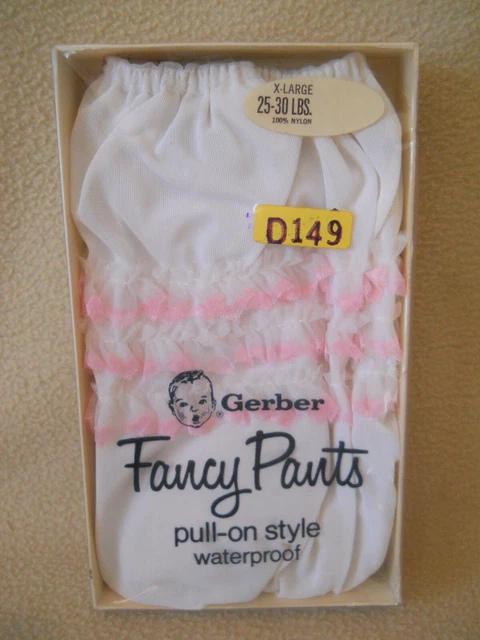 X-LARGE
25-30 LBS.
100% NYLON
D149
Gerber
Fancy Pants
pull-on style
waterproof